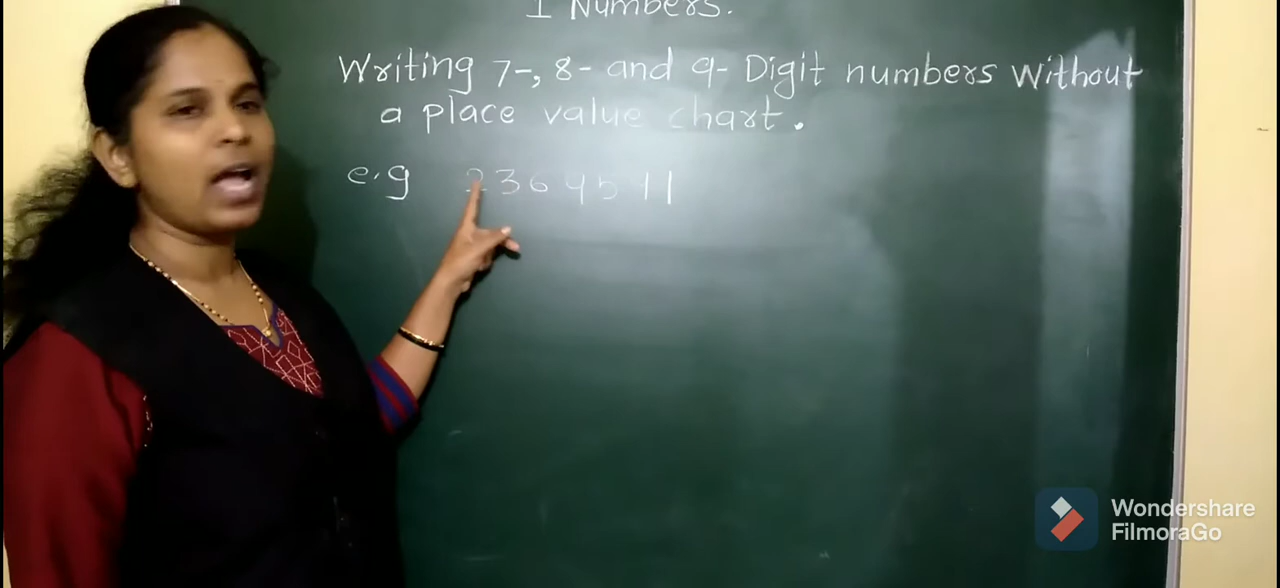 I Numbers.
Writing 7-, 8- and 9- Digit numbers without
a place value chart.
e.g 2364511
Wondershare
FilmoraGo